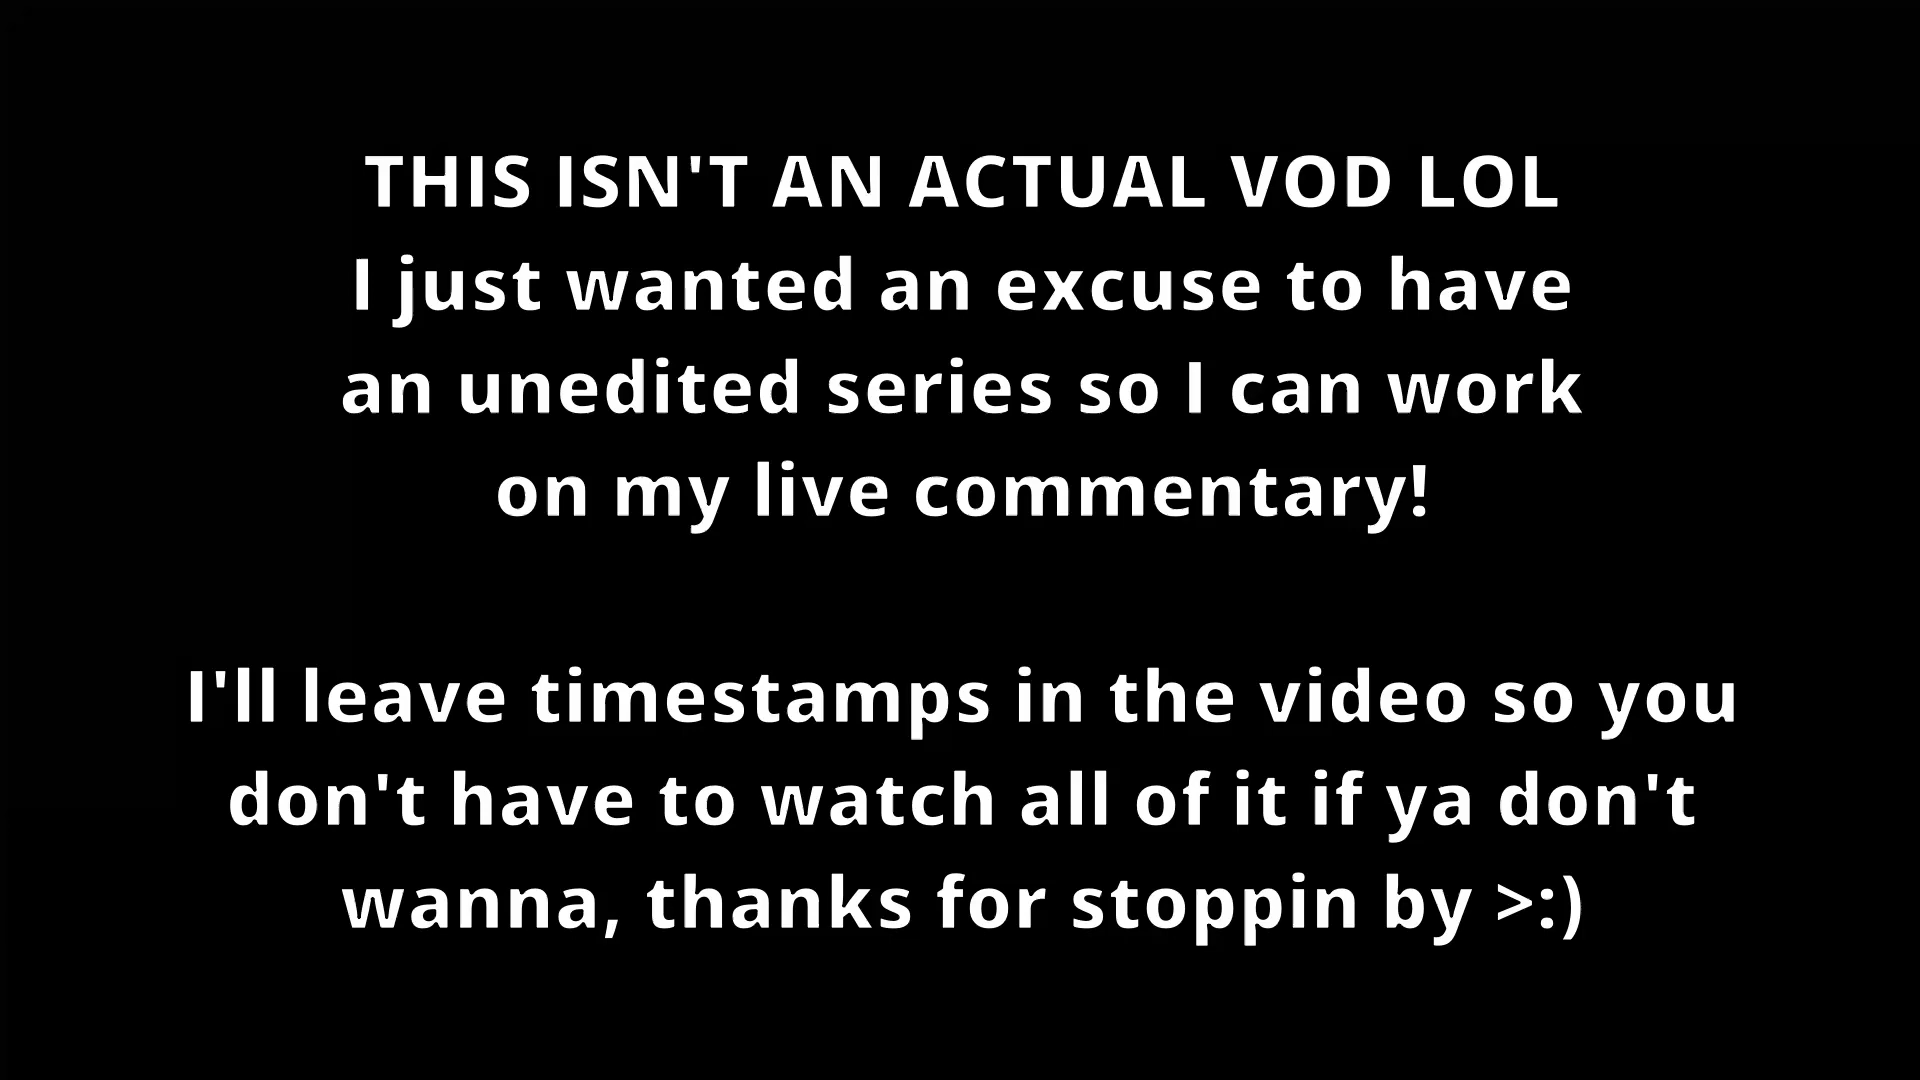 THIS ISN'T AN ACTUAL VOD LOL
I just wanted an excuse to have
an unedited series so I can work
on my live commentary!
I'll leave timestamps in the video so you
don't have to watch all of it if ya don't
wanna, thanks for stoppin by >:)